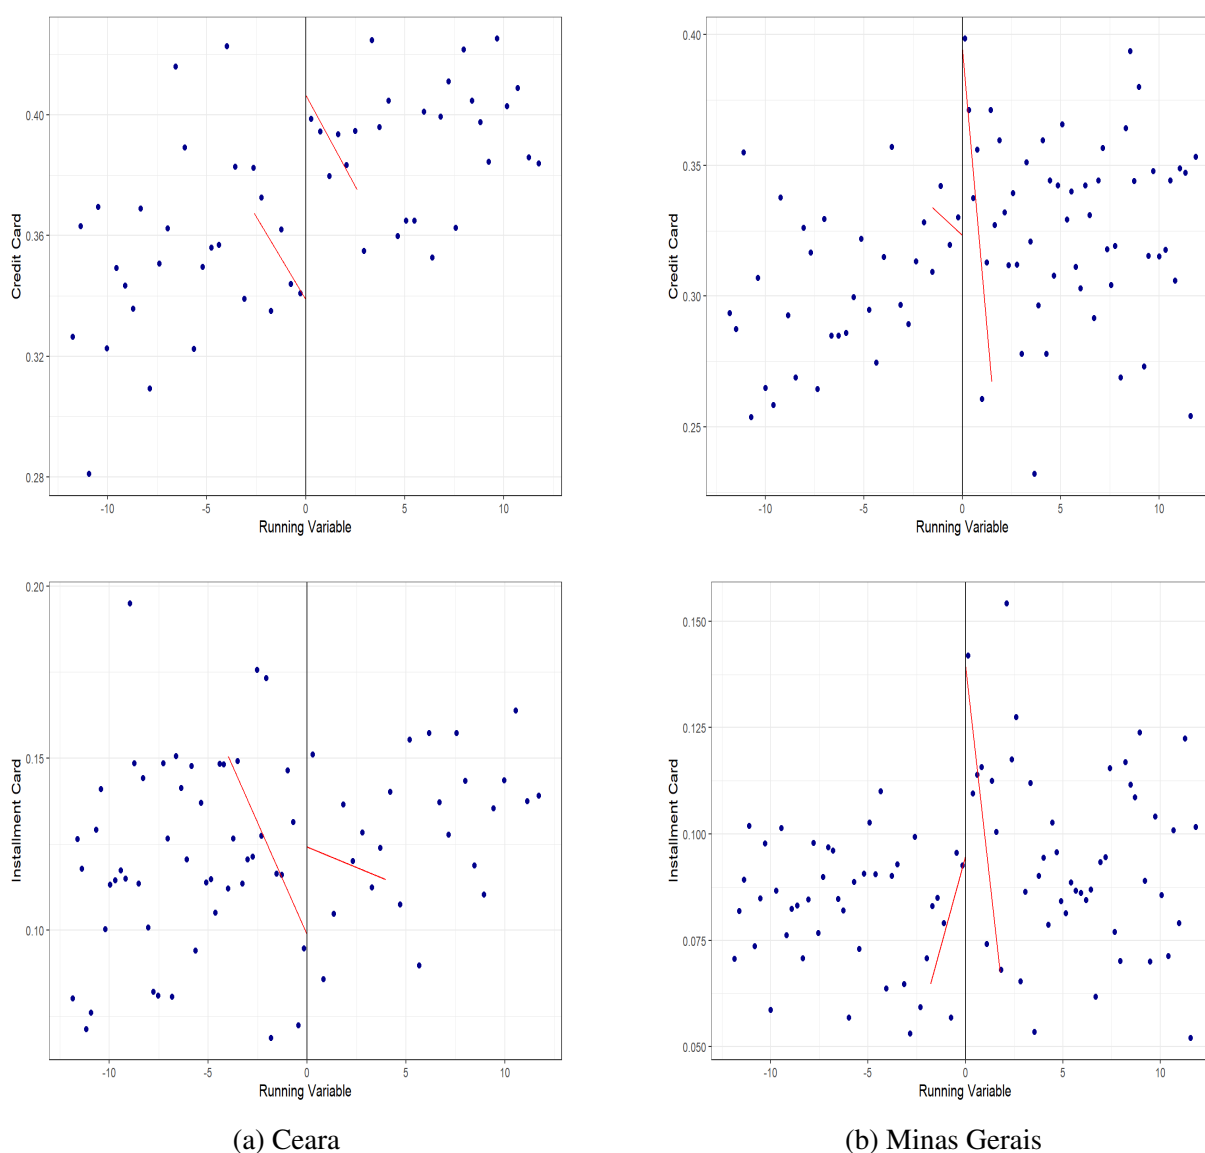 0.40
0.36
0.32
0.28
Credit Card
-10 -5 0 5 10
Running Variable
0.40
0.35
0.30
0.25
Credit Card
-10 -5 0 5 10
Running Variable
0.20
0.15
0.10
Installment Card
-10 -5 0 5 10
Running Variable
0.150
0.125
0.100
0.075
0.050
Installment Card
-10 -5 0 5 10
Running Variable
(a) Ceara
(b) Minas Gerais